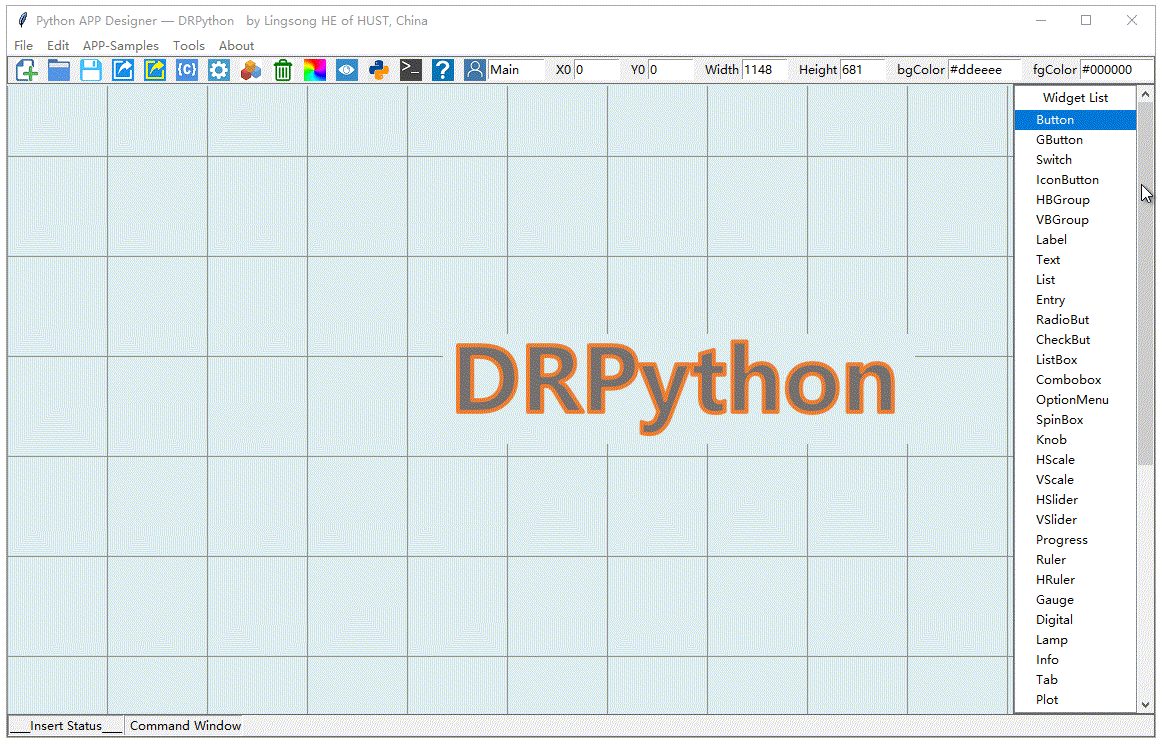 Python APP Designer — DRPython   by Lingsong HE of HUST, China
File Edit APP-Samples Tools About
{C} >_ ? Main X0 0 Y0 0 Width 1148 Height 681 bgColor #ddeeee fgColor #000000
Widget List
Button
GButton
Switch
IconButton
HBGroup
VBGroup
Label
Text
List
Entry
RadioBut
CheckBut
ListBox
Combobox
OptionMenu
SpinBox
Knob
HScale
VScale
HSlider
VSlider
Progress
Ruler
HRuler
Gauge
Digital
Lamp
Info
Tab
Plot
DRPython
___Insert Status___ Command Window